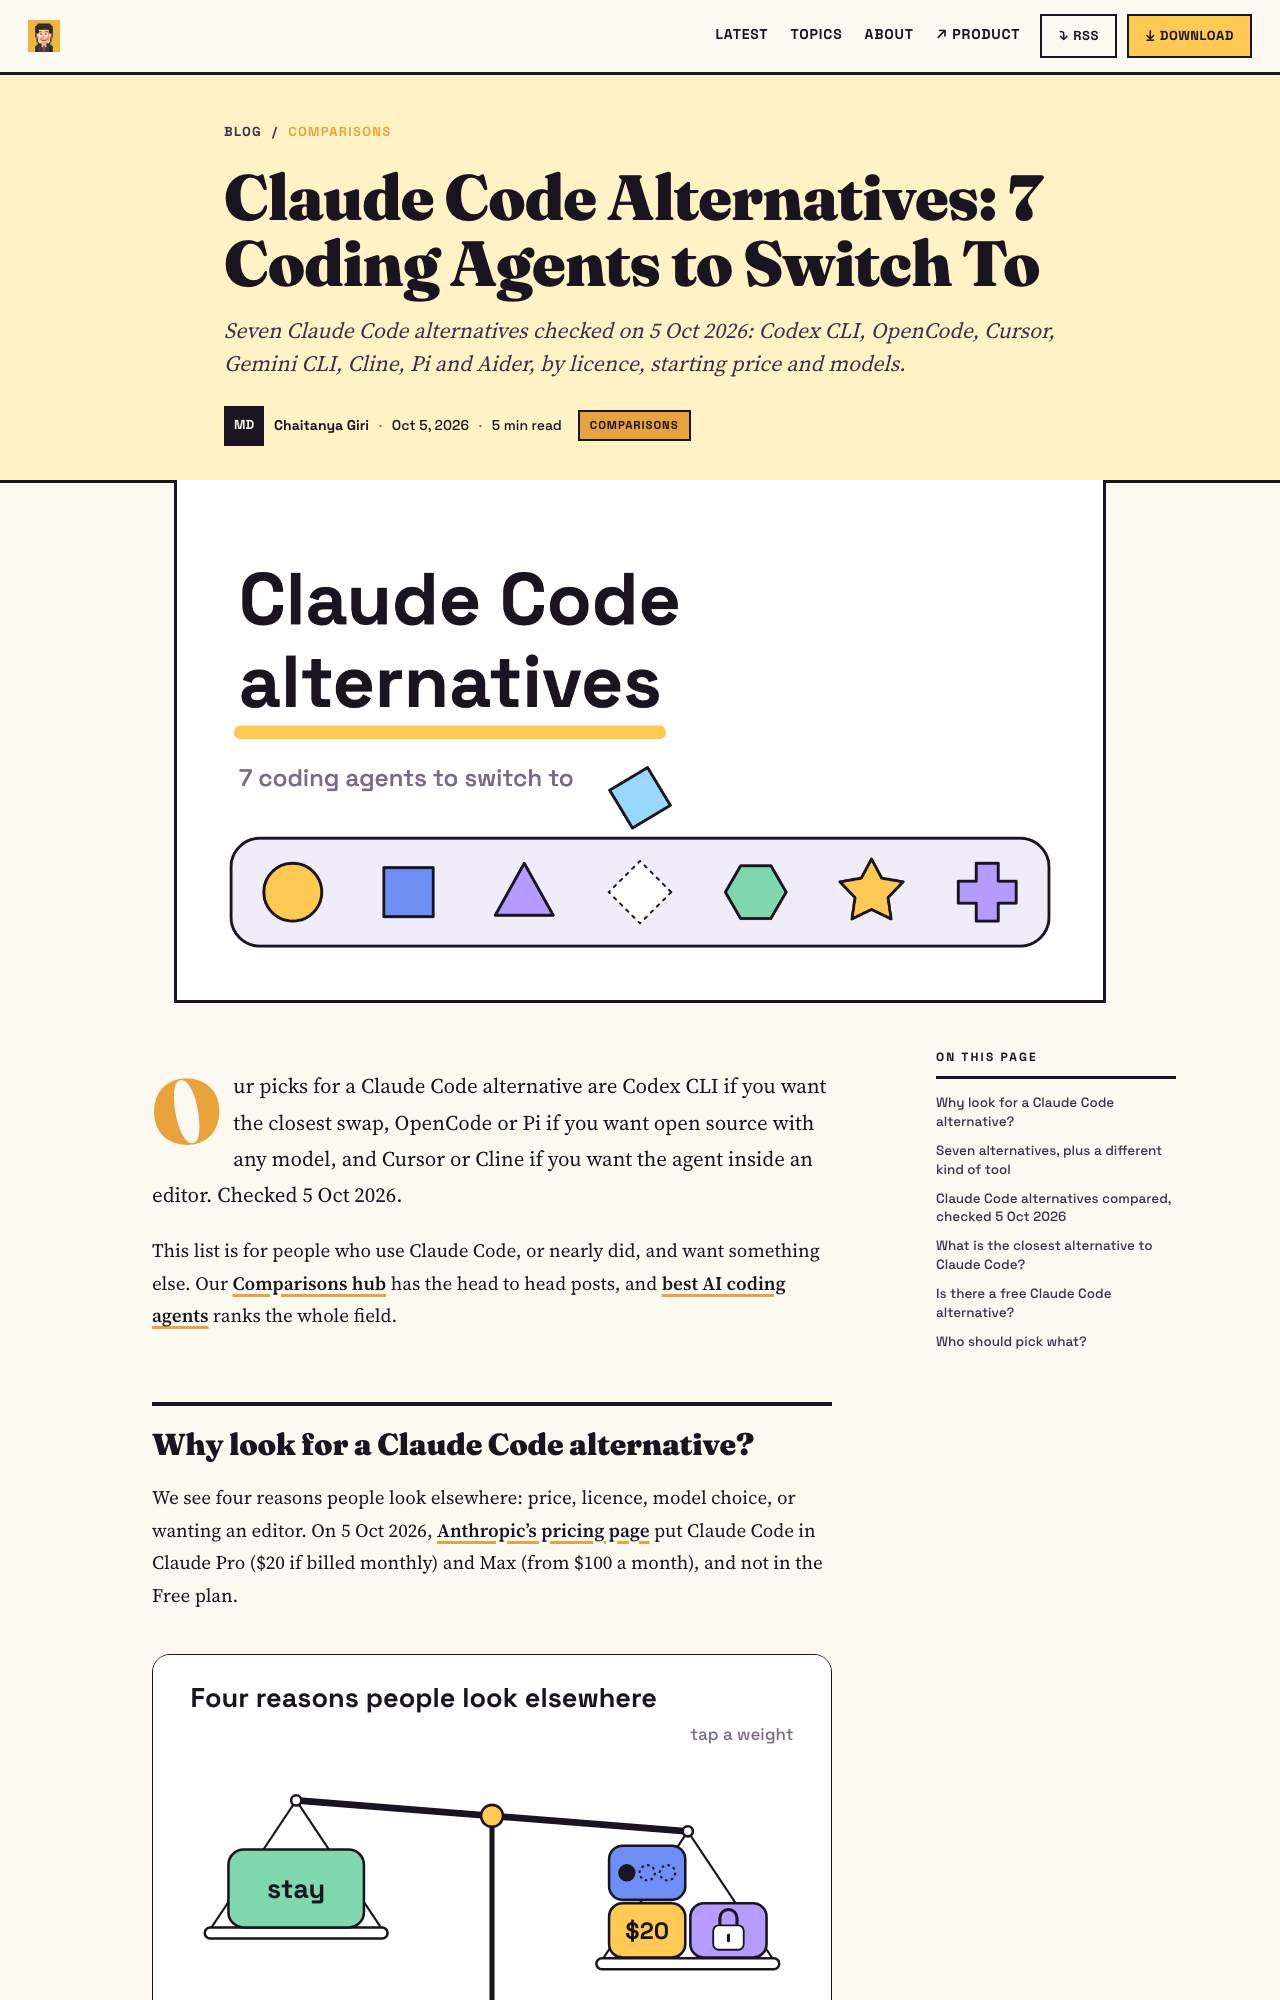 LATEST TOPICS ABOUT ↗ PRODUCT ⤵ RSS ⤓ DOWNLOAD
BLOG / COMPARISONS
Claude Code Alternatives: 7
Coding Agents to Switch To
Seven Claude Code alternatives checked on 5 Oct 2026: Codex CLI, OpenCode, Cursor,
Gemini CLI, Cline, Pi and Aider, by licence, starting price and models.
MD Chaitanya Giri · Oct 5, 2026 · 5 min read COMPARISONS
Claude Code
alternatives
7 coding agents to switch to
Our picks for a Claude Code alternative are Codex CLI if you want
the closest swap, OpenCode or Pi if you want open source with
any model, and Cursor or Cline if you want the agent inside an
editor. Checked 5 Oct 2026.
This list is for people who use Claude Code, or nearly did, and want something
else. Our Comparisons hub has the head to head posts, and best AI coding
agents ranks the whole field.
ON THIS PAGE
Why look for a Claude Code
alternative?
Seven alternatives, plus a different
kind of tool
Claude Code alternatives compared,
checked 5 Oct 2026
What is the closest alternative to
Claude Code?
Is there a free Claude Code
alternative?
Who should pick what?
Why look for a Claude Code alternative?
We see four reasons people look elsewhere: price, licence, model choice, or
wanting an editor. On 5 Oct 2026, Anthropic’s pricing page put Claude Code in
Claude Pro ($20 if billed monthly) and Max (from $100 a month), and not in the
Free plan.
Four reasons people look elsewhere
tap a weight
stay
$20